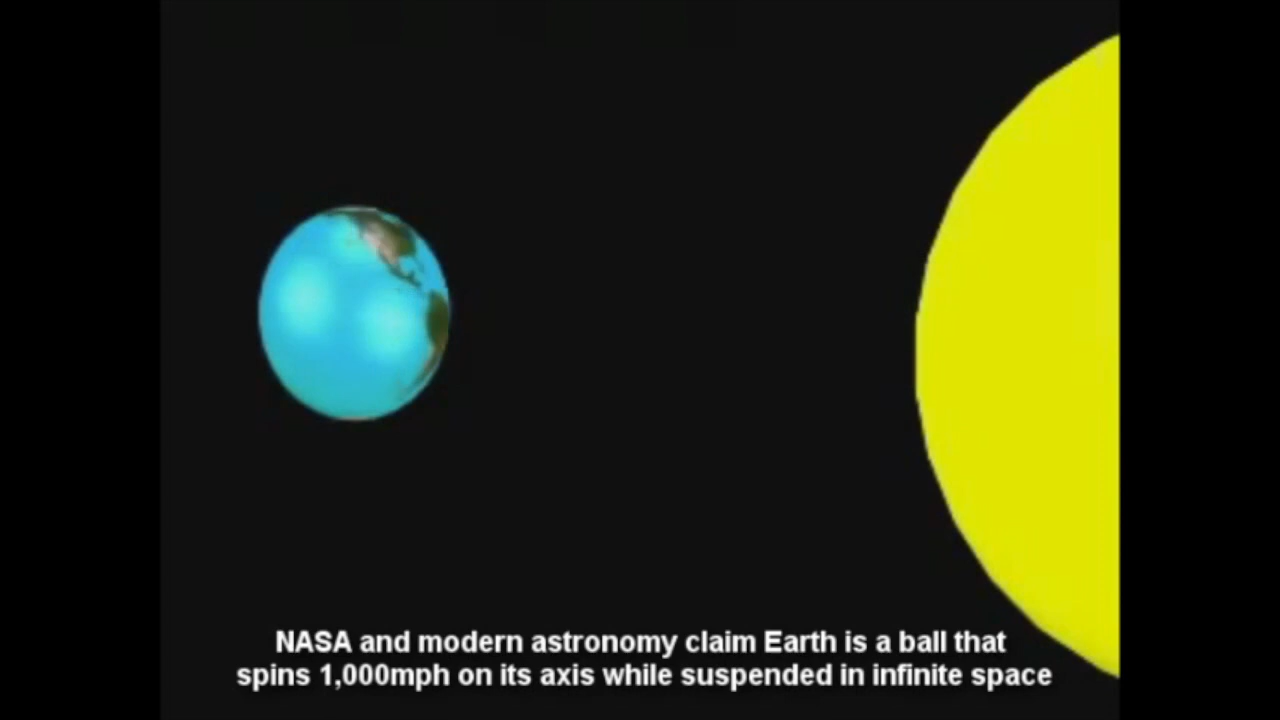 NASA and modern astronomy claim Earth is a ball that
spins 1,000mph on its axis while suspended in infinite space